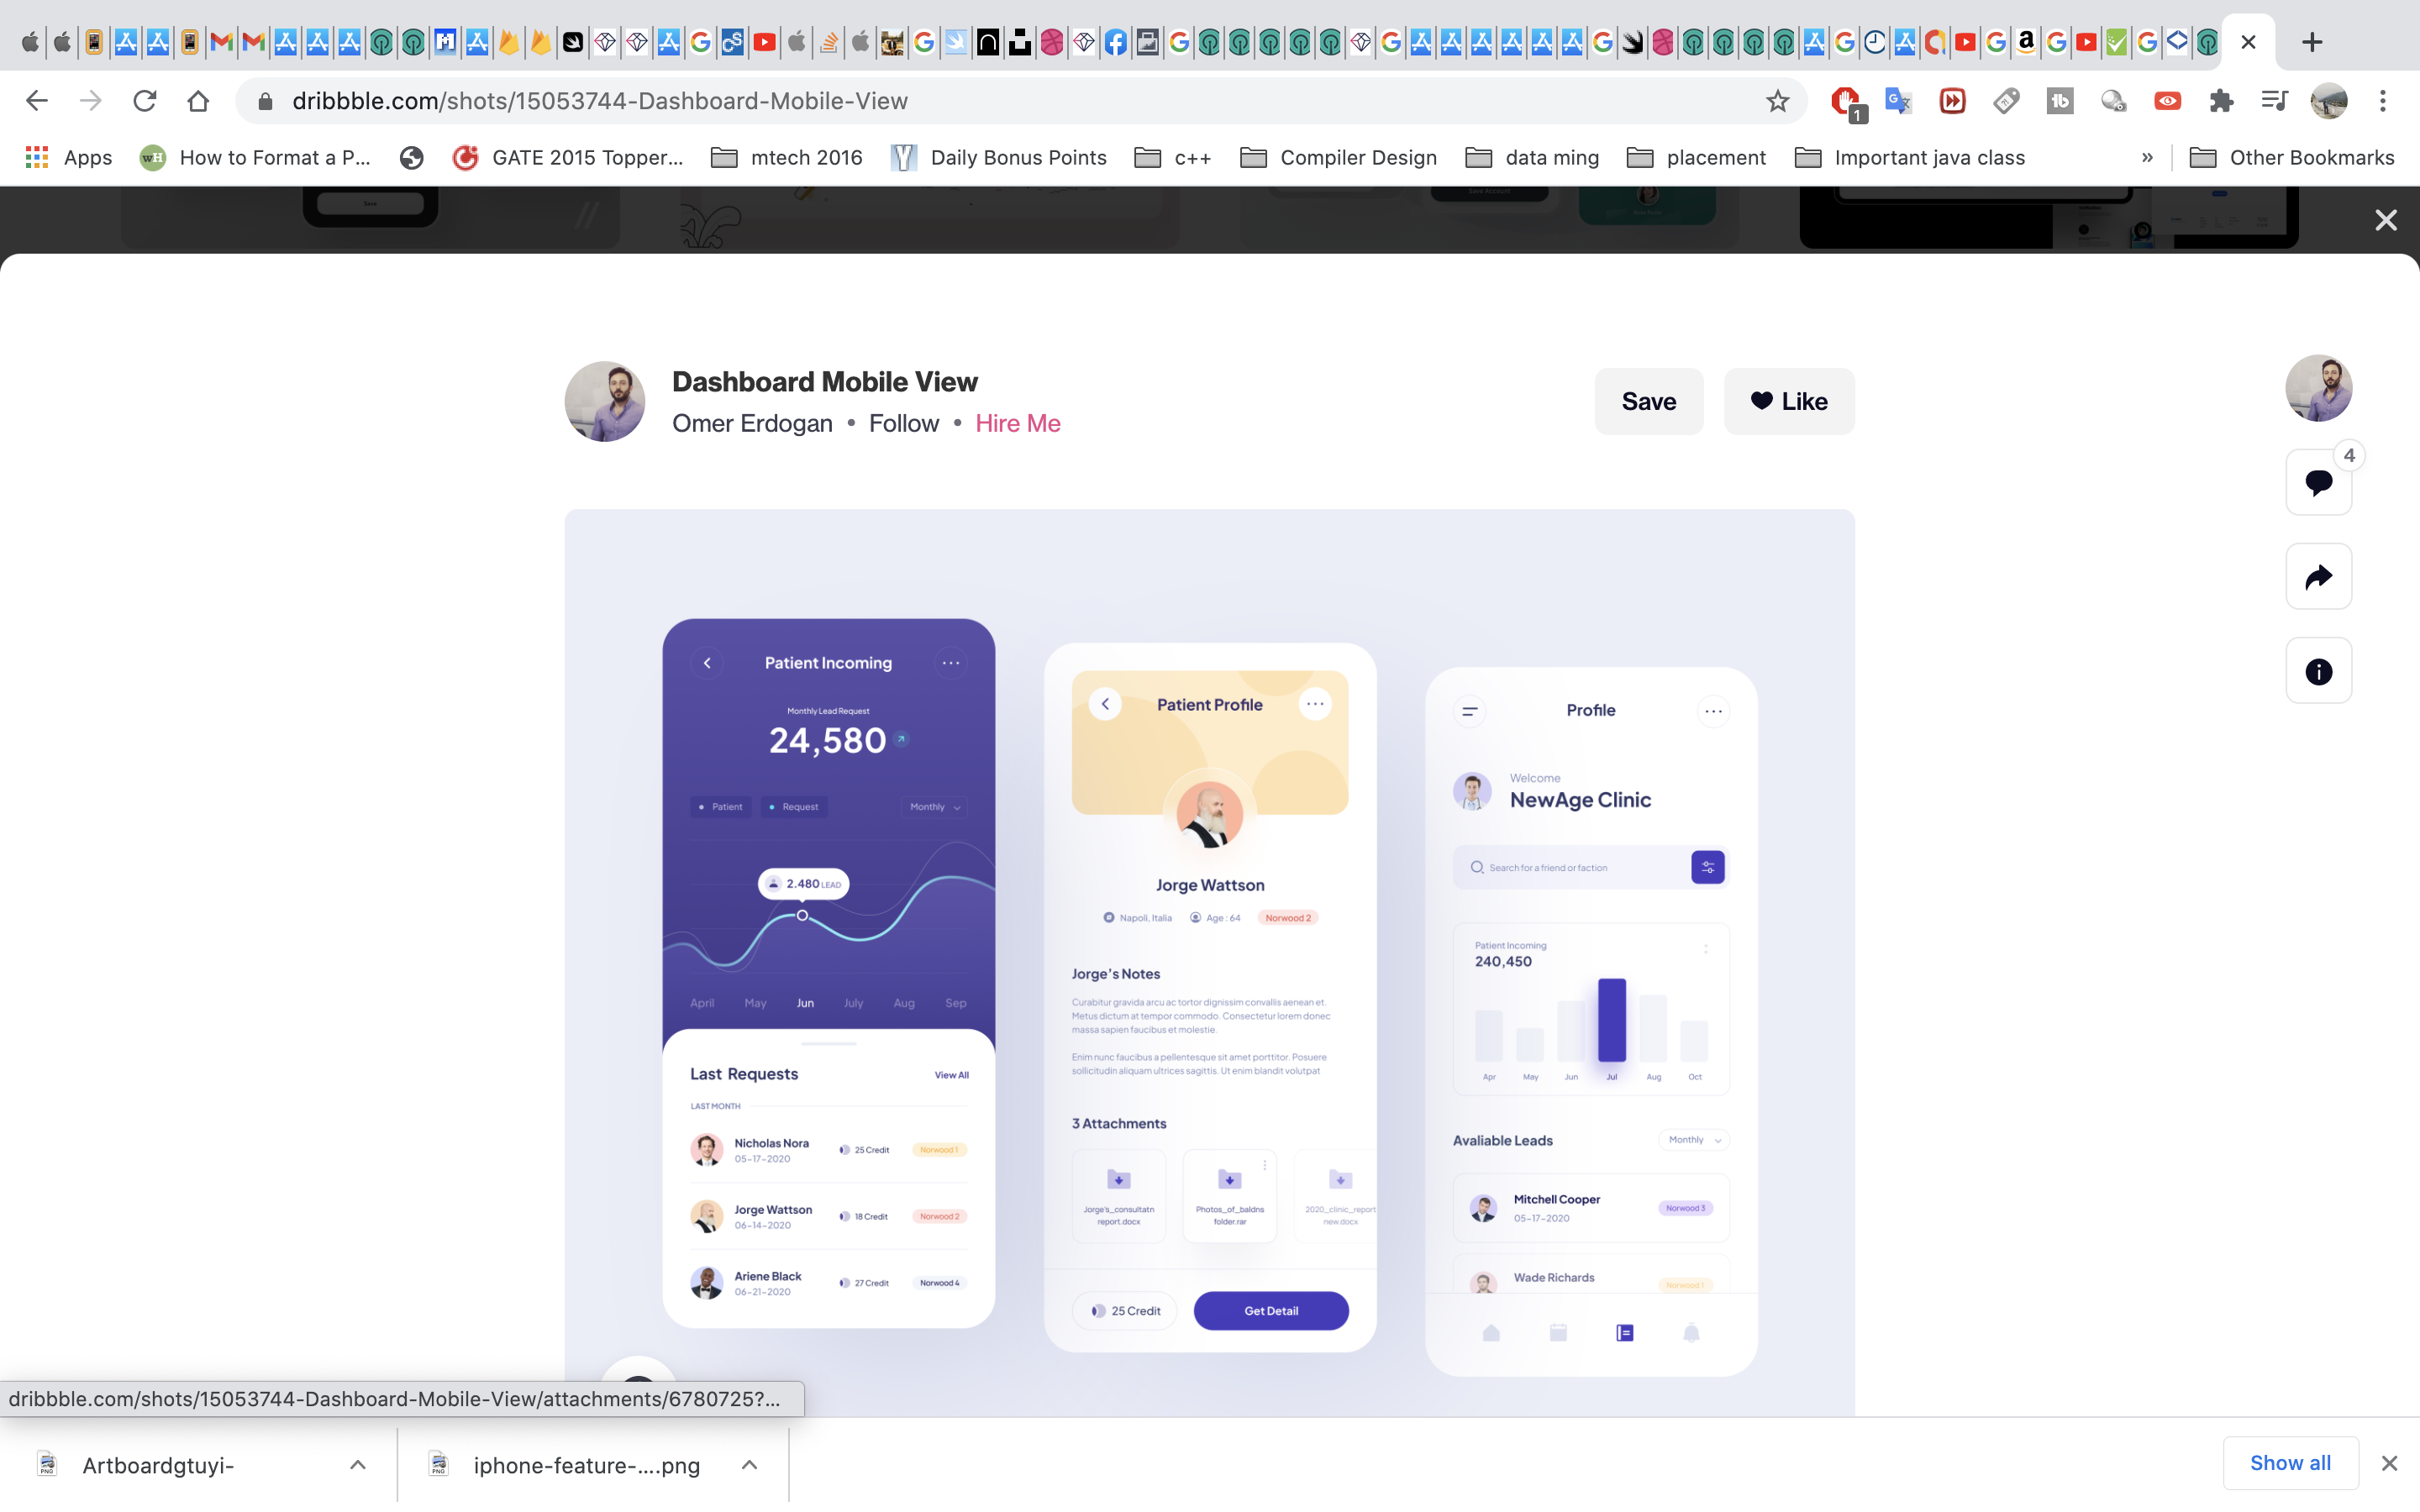 dribbble.com/shots/15053744-Dashboard-Mobile-View
1
Apps
How to Format a P...
GATE 2015 Topper...
mtech 2016
Daily Bonus Points
c++
Compiler Design
data ming
placement
Important java class
»
Other Bookmarks
Save
Dashboard Mobile View
Omer Erdogan • Follow • Hire Me
Save
Like
4
Patient Incoming
Monthly Lead Request
24,580
Patient
Request
Monthly
2.480 LEAD
April May Jun July Aug Sep
Last Requests
View All
LAST MONTH
Nicholas Nora
05-17-2020
25 Credit
Norwood 1
Jorge Wattson
06-14-2020
18 Credit
Norwood 2
Ariene Black
06-21-2020
27 Credit
Norwood 4
Patient Profile
Jorge Wattson
Napoli, Italia
Age : 64
Norwood 2
Jorge's Notes
Curabitur gravida arcu ac tortor dignissim convallis aenean et.
Metus dictum at tempor commodo. Consectetur lorem donec
massa sapien faucibus et molestie.
Enim nunc faucibus a pellentesque sit amet porttitor. Posuere
sollicitudin aliquam ultrices sagittis. Ut enim blandit volutpat
3 Attachments
Jorge's_consultatn
report.docx
Photos_of_baldns
folder.rar
2020_clinic_report
new.docx
25 Credit
Get Detail
Profile
Welcome
NewAge Clinic
Search for a friend or faction
Patient Incoming
240,450
Apr May Jun Jul Aug Oct
Avaliable Leads
Monthly
Mitchell Cooper
05-17-2020
Norwood 3
Wade Richards
Norwood 1
dribbble.com/shots/15053744-Dashboard-Mobile-View/attachments/6780725?...
Artboardgtuyi-
iphone-feature-....png
Show all